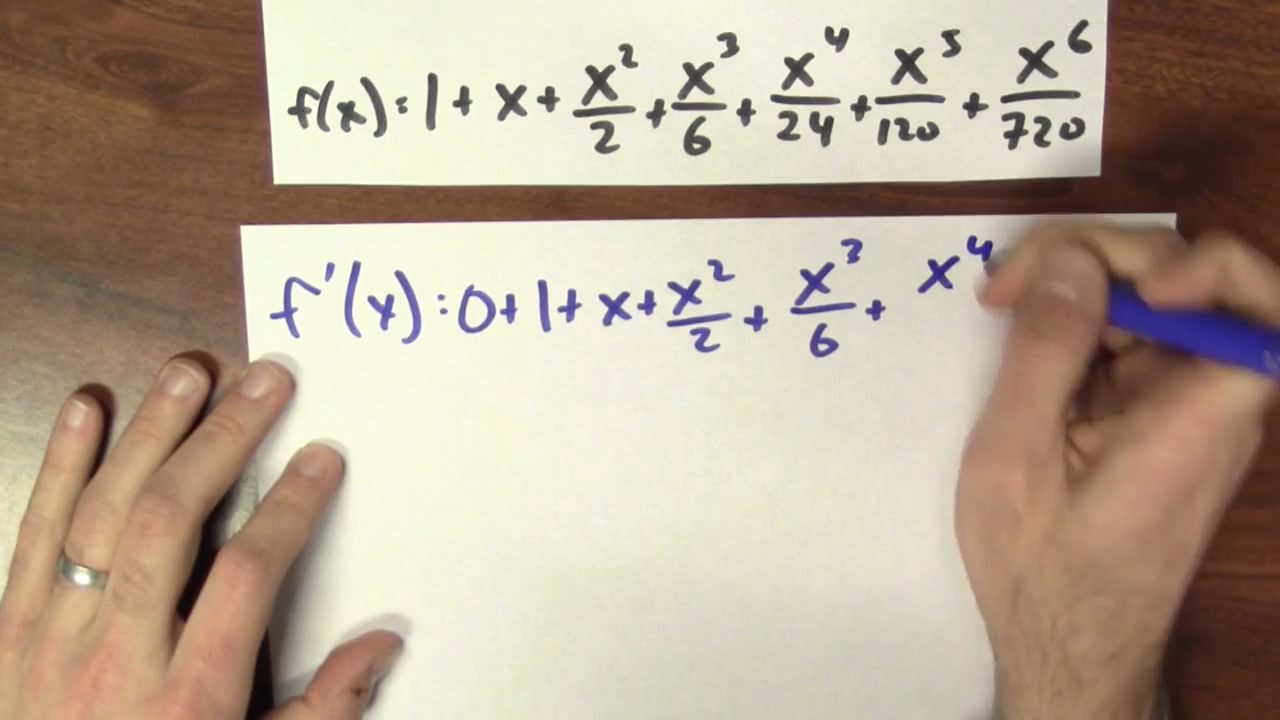 f(x) : 1 + x + x²/2 + x³/6 + x⁴/24 + x⁵/120 + x⁶/720
f'(x) : 0 + 1 + x + x²/2 + x³/6 + x⁴